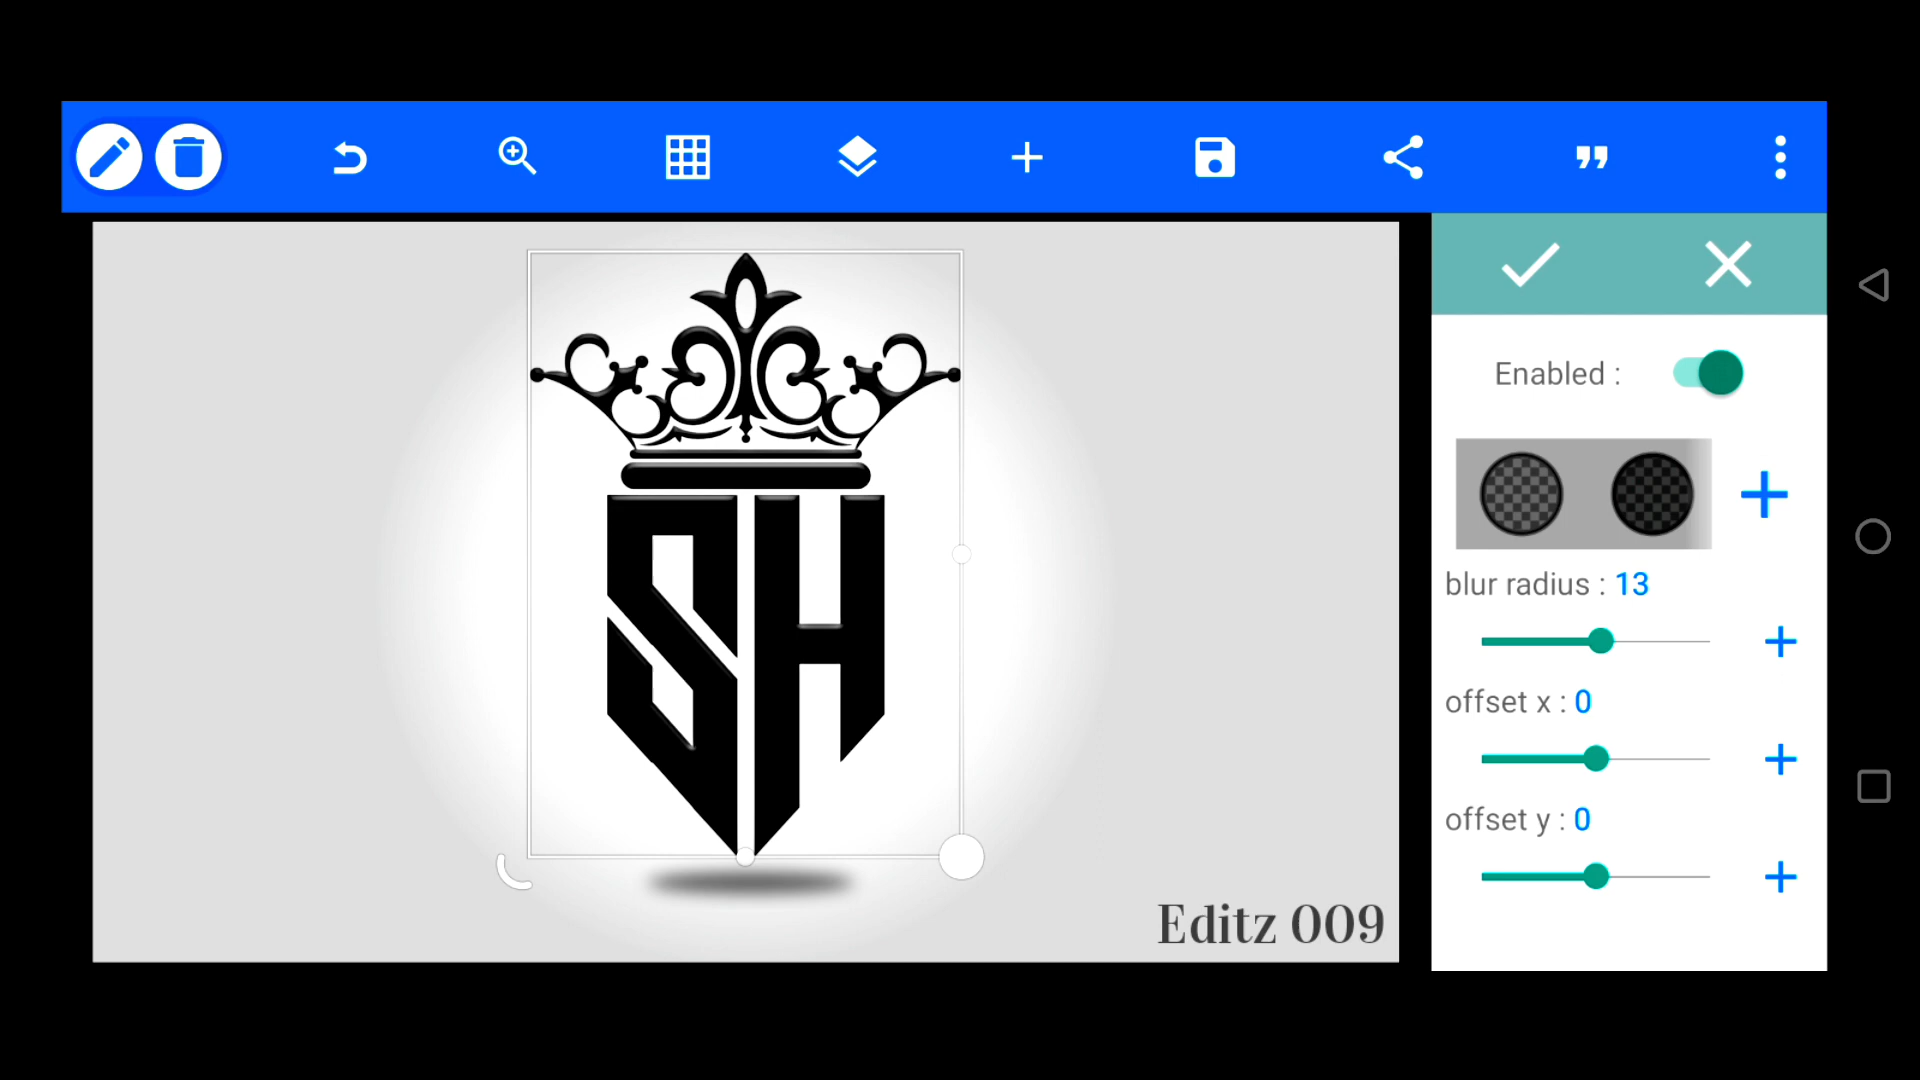 SH
Editz 009
Enabled :
blur radius : 13
offset x : 0
offset y : 0